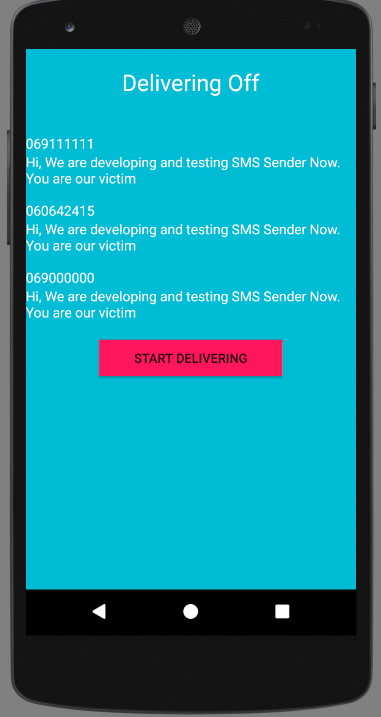 Delivering Off
069111111
Hi, We are developing and testing SMS Sender Now.
You are our victim
060642415
Hi, We are developing and testing SMS Sender Now.
You are our victim
069000000
Hi, We are developing and testing SMS Sender Now.
You are our victim
START DELIVERING